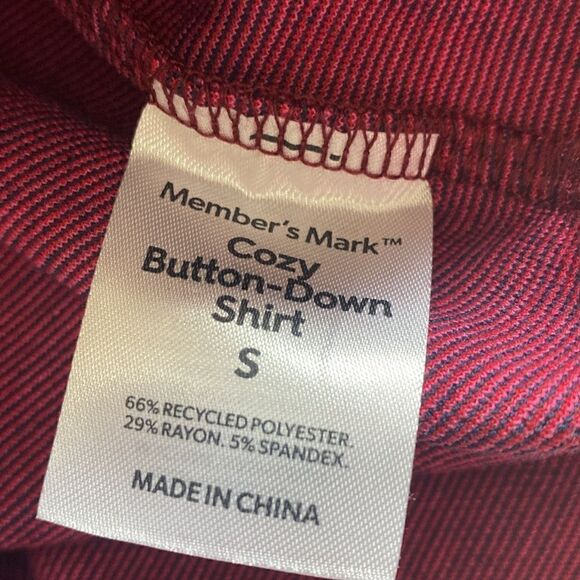 Member's Mark™
Cozy
Button-Down
Shirt
S
66% RECYCLED POLYESTER.
29% RAYON. 5% SPANDEX.
MADE IN CHINA